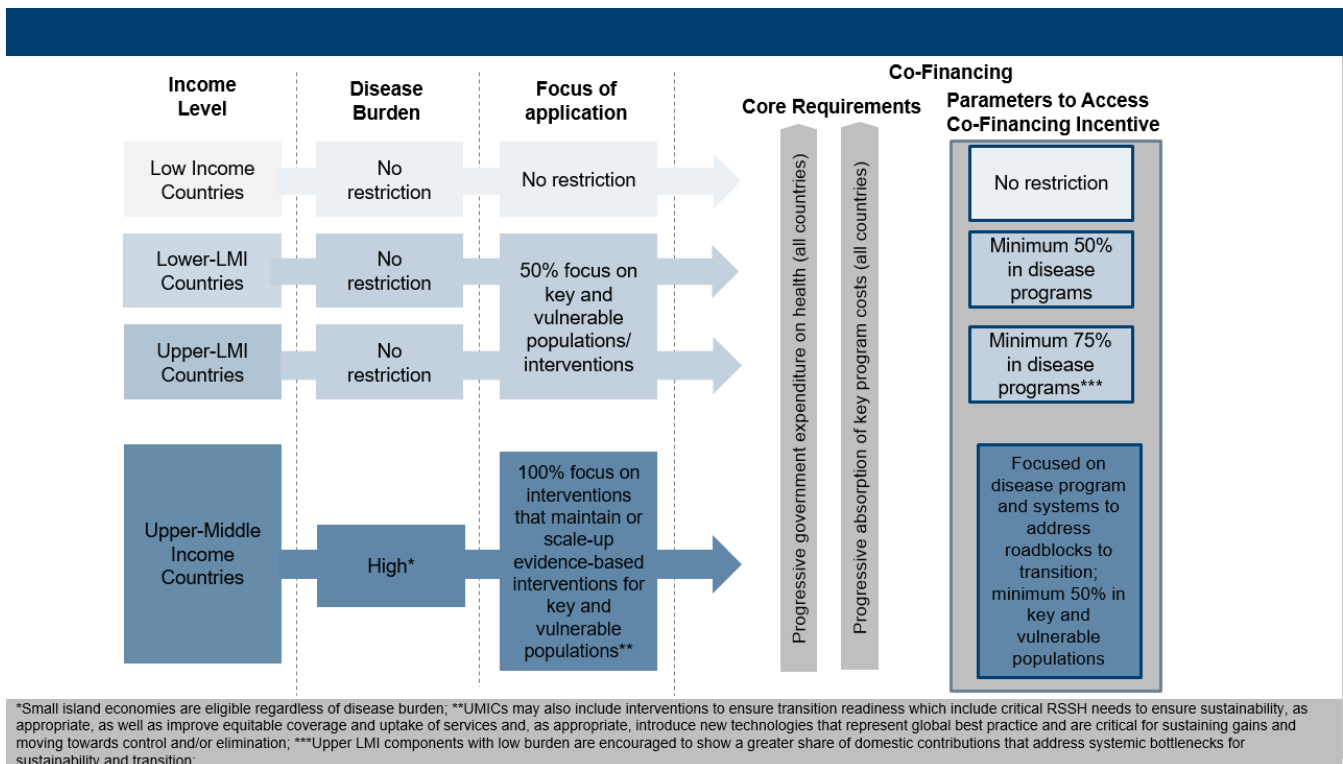 Income
Level
Disease
Burden
Focus of
application
Co-Financing
Core Requirements
Parameters to Access
Co-Financing Incentive
Low Income
Countries
No
restriction
No restriction
Lower-LMI
Countries
No
restriction
50% focus on
key and
vulnerable
populations/
interventions
Upper-LMI
Countries
No
restriction
Upper-Middle
Income
Countries
High*
100% focus on
interventions
that maintain or
scale-up
evidence-based
interventions for
key and
vulnerable
populations**
Progressive government expenditure on health (all countries)
Progressive absorption of key program costs (all countries)
No restriction
Minimum 50%
in disease
programs
Minimum 75%
in disease
programs***
Focused on
disease program
and systems to
address
roadblocks to
transition;
minimum 50% in
key and
vulnerable
populations
*Small island economies are eligible regardless of disease burden; **UMICs may also include interventions to ensure transition readiness which include critical RSSH needs to ensure sustainability, as
appropriate, as well as improve equitable coverage and uptake of services and, as appropriate, introduce new technologies that represent global best practice and are critical for sustaining gains and
moving towards control and/or elimination; ***Upper LMI components with low burden are encouraged to show a greater share of domestic contributions that address systemic bottlenecks for
sustainability and transition;